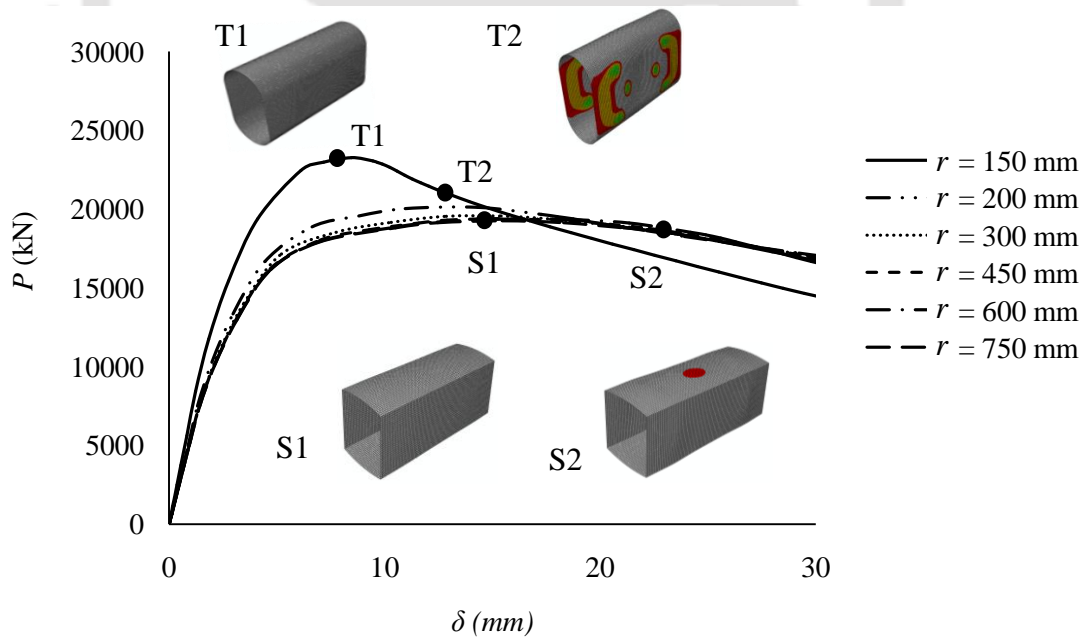 T1
T2
30000
25000
20000
15000
10000
5000
0
P (kN)
T1
T2
S1
S2
S1
S2
0
10
20
30
δ (mm)
r = 150 mm
r = 200 mm
r = 300 mm
r = 450 mm
r = 600 mm
r = 750 mm